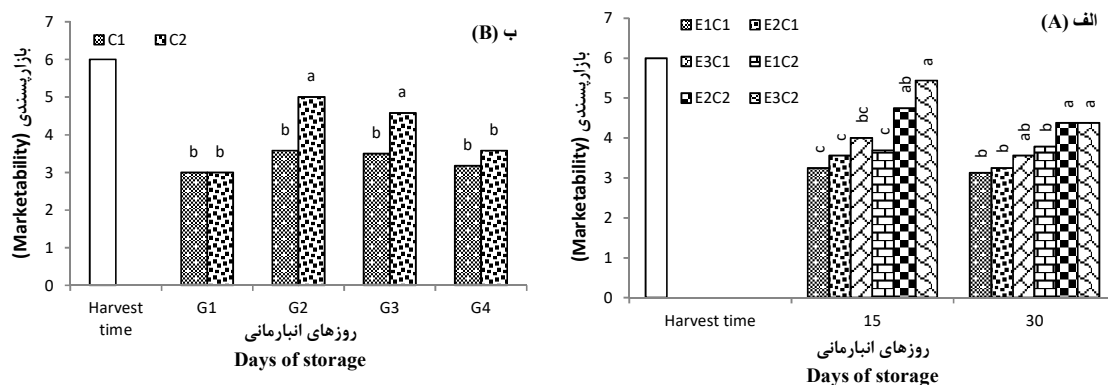 ب (B)
C1 C2
بازارپسندی (Marketability)
7
6
5
4
3
2
1
0
b b b a b a b b
Harvest time G1 G2 G3 G4
روزهای انبارمانی
Days of storage
الف (A)
E1C1 E2C1
E3C1 E1C2
E2C2 E3C2
بازارپسندی (Marketability)
7
6
5
4
3
2
1
0
c c bc c ab a b b ab b a a
Harvest time 15 30
روزهای انبارمانی
Days of storage